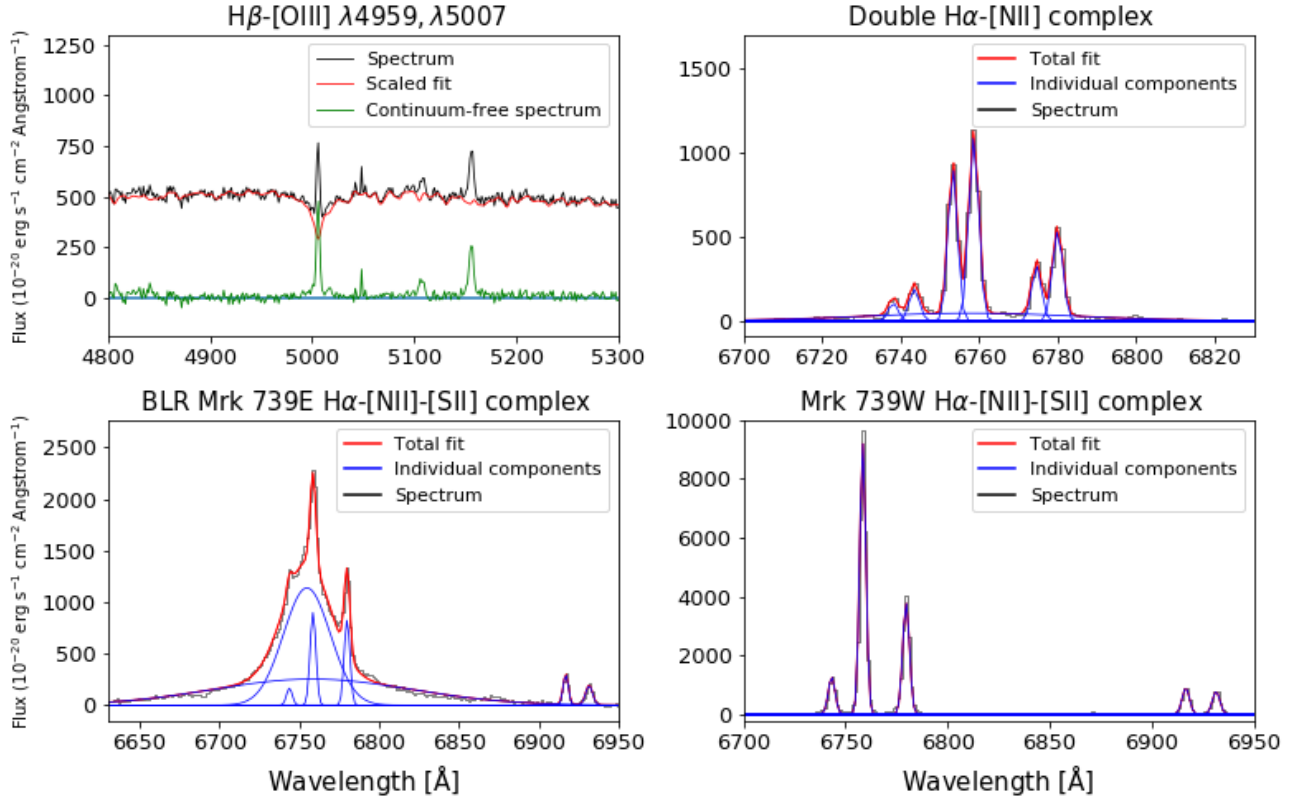 Hβ-[OIII] λ4959, λ5007
Flux (10⁻²⁰ erg s⁻¹ cm⁻² Angstrom⁻¹)
1250
1000
750
500
250
0
Spectrum
Scaled fit
Continuum-free spectrum
4800 4900 5000 5100 5200 5300
Double Hα-[NII] complex
1500
1000
500
0
Total fit
Individual components
Spectrum
6700 6720 6740 6760 6780 6800 6820
BLR Mrk 739E Hα-[NII]-[SII] complex
Flux (10⁻²⁰ erg s⁻¹ cm⁻² Angstrom⁻¹)
2500
2000
1500
1000
500
0
Total fit
Individual components
Spectrum
6650 6700 6750 6800 6850 6900 6950
Wavelength [Å]
Mrk 739W Hα-[NII]-[SII] complex
10000
8000
6000
4000
2000
0
Total fit
Individual components
Spectrum
6700 6750 6800 6850 6900 6950
Wavelength [Å]